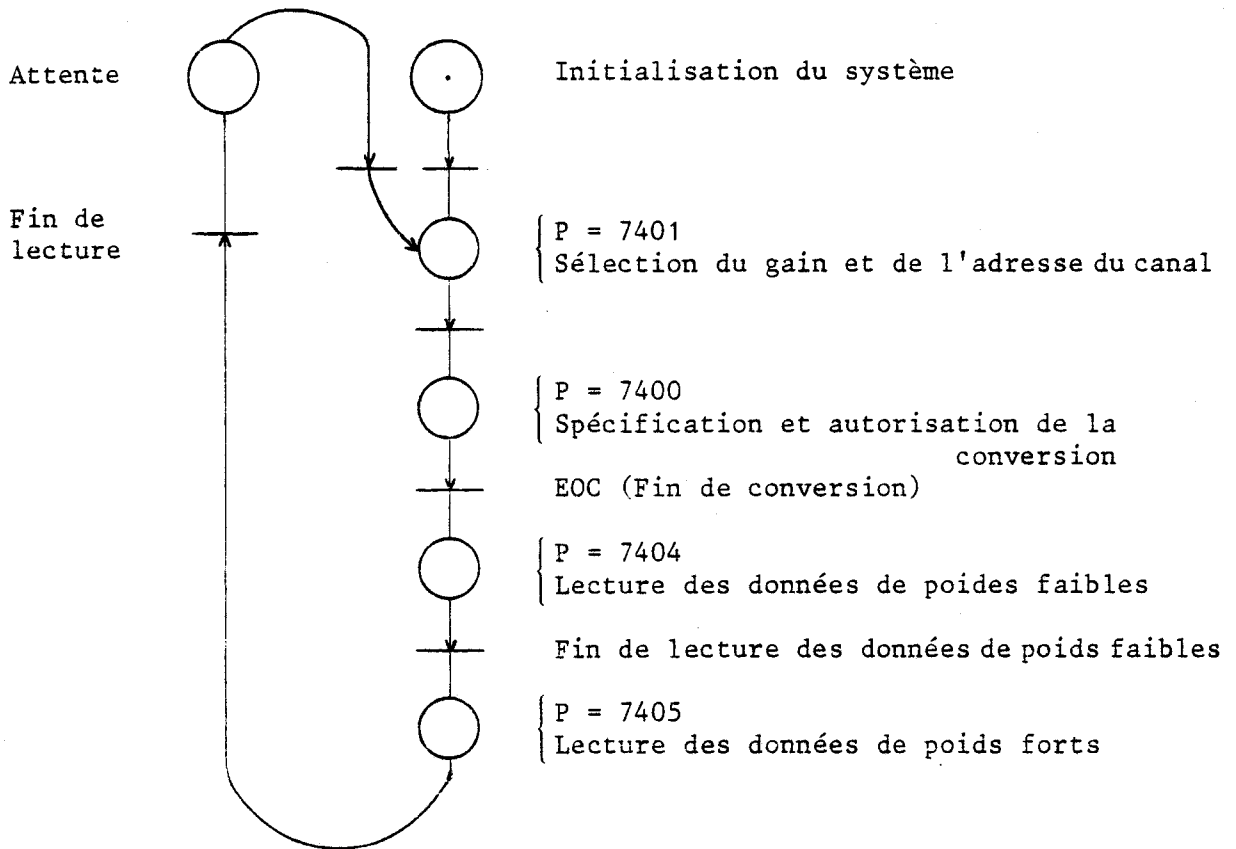 Attente
Initialisation du système
Fin de
lecture
P = 7401
Sélection du gain et de l'adresse du canal
P = 7400
Spécification et autorisation de la
conversion
EOC (Fin de conversion)
P = 7404
Lecture des données de poides faibles
Fin de lecture des données de poids faibles
P = 7405
Lecture des données de poids forts